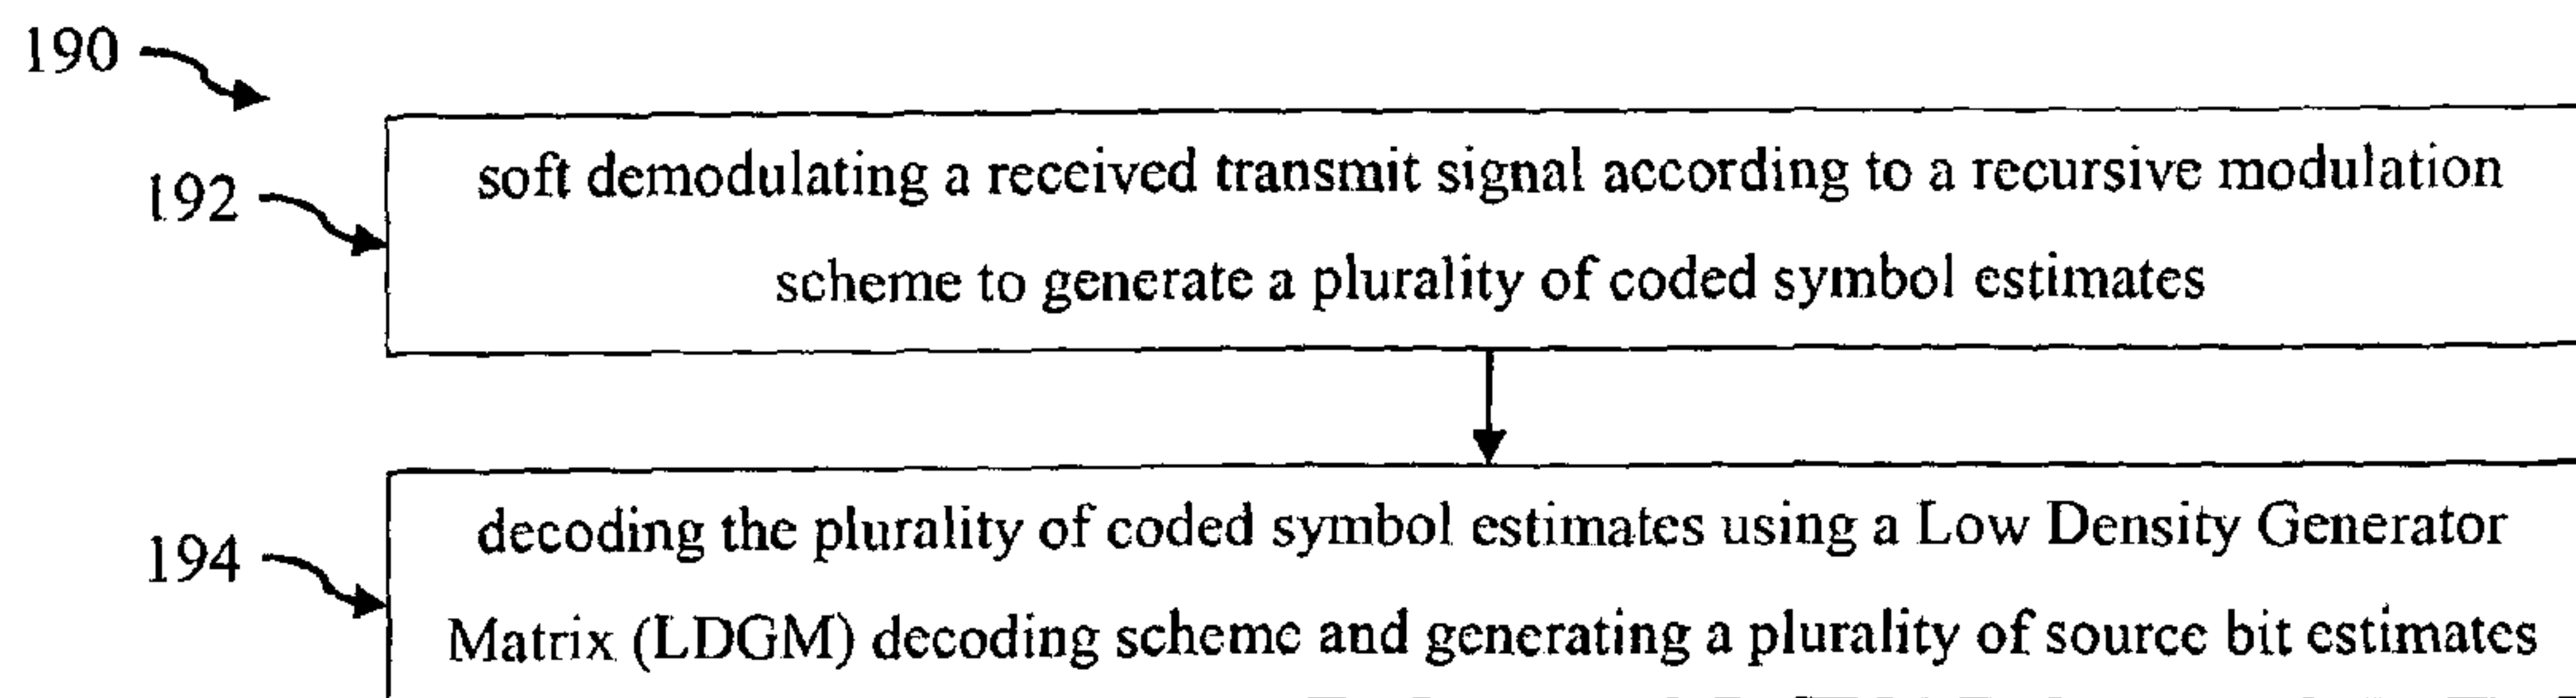 190
192
soft demodulating a received transmit signal according to a recursive modulation
scheme to generate a plurality of coded symbol estimates
194
decoding the plurality of coded symbol estimates using a Low Density Generator
Matrix (LDGM) decoding scheme and generating a plurality of source bit estimates